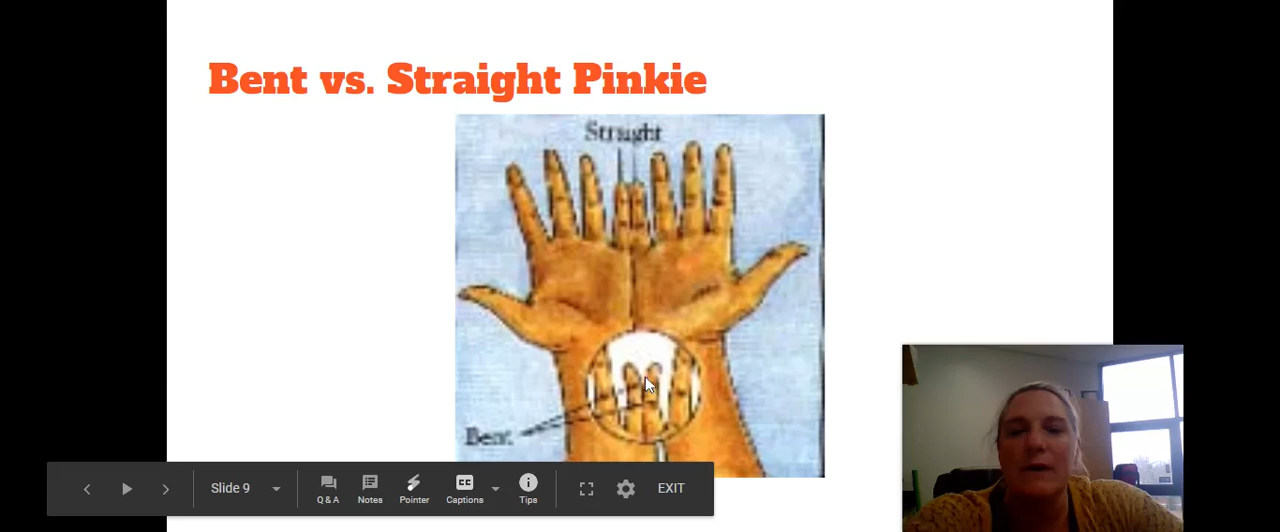 Bent vs. Straight Pinkie
Straight
Bent
Slide 9
Q & A
Notes
Pointer
Captions
Tips
EXIT